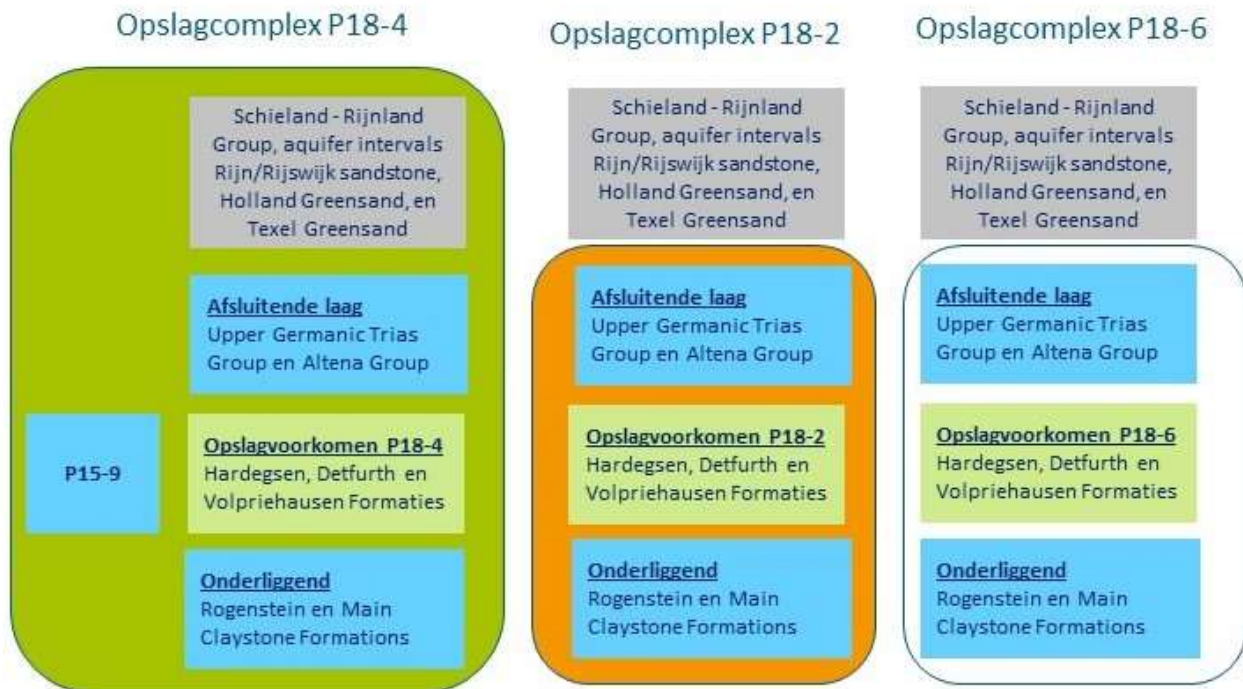 Opslagcomplex P18-4
Schieland - Rijnland
Group, aquifer intervals
Rijn/Rijswijk sandstone,
Holland Greensand, en
Texel Greensand
Afsluitende laag
Upper Germanic Trias
Group en Altena Group
P15-9
Opslagvoorkomen P18-4
Hardegsen, Detfurth en
Volpriehausen Formaties
Onderliggend
Rogenstein en Main
Claystone Formations
Opslagcomplex P18-2
Schieland - Rijnland
Group, aquifer intervals
Rijn/Rijswijk sandstone,
Holland Greensand, en
Texel Greensand
Afsluitende laag
Upper Germanic Trias
Group en Altena Group
Opslagvoorkomen P18-2
Hardegsen, Detfurth en
Volpriehausen Formaties
Onderliggend
Rogenstein en Main
Claystone Formations
Opslagcomplex P18-6
Schieland - Rijnland
Group, aquifer intervals
Rijn/Rijswijk sandstone,
Holland Greensand, en
Texel Greensand
Afsluitende laag
Upper Germanic Trias
Group en Altena Group
Opslagvoorkomen P18-6
Hardegsen, Detfurth en
Volpriehausen Formaties
Onderliggend
Rogenstein en Main
Claystone Formations